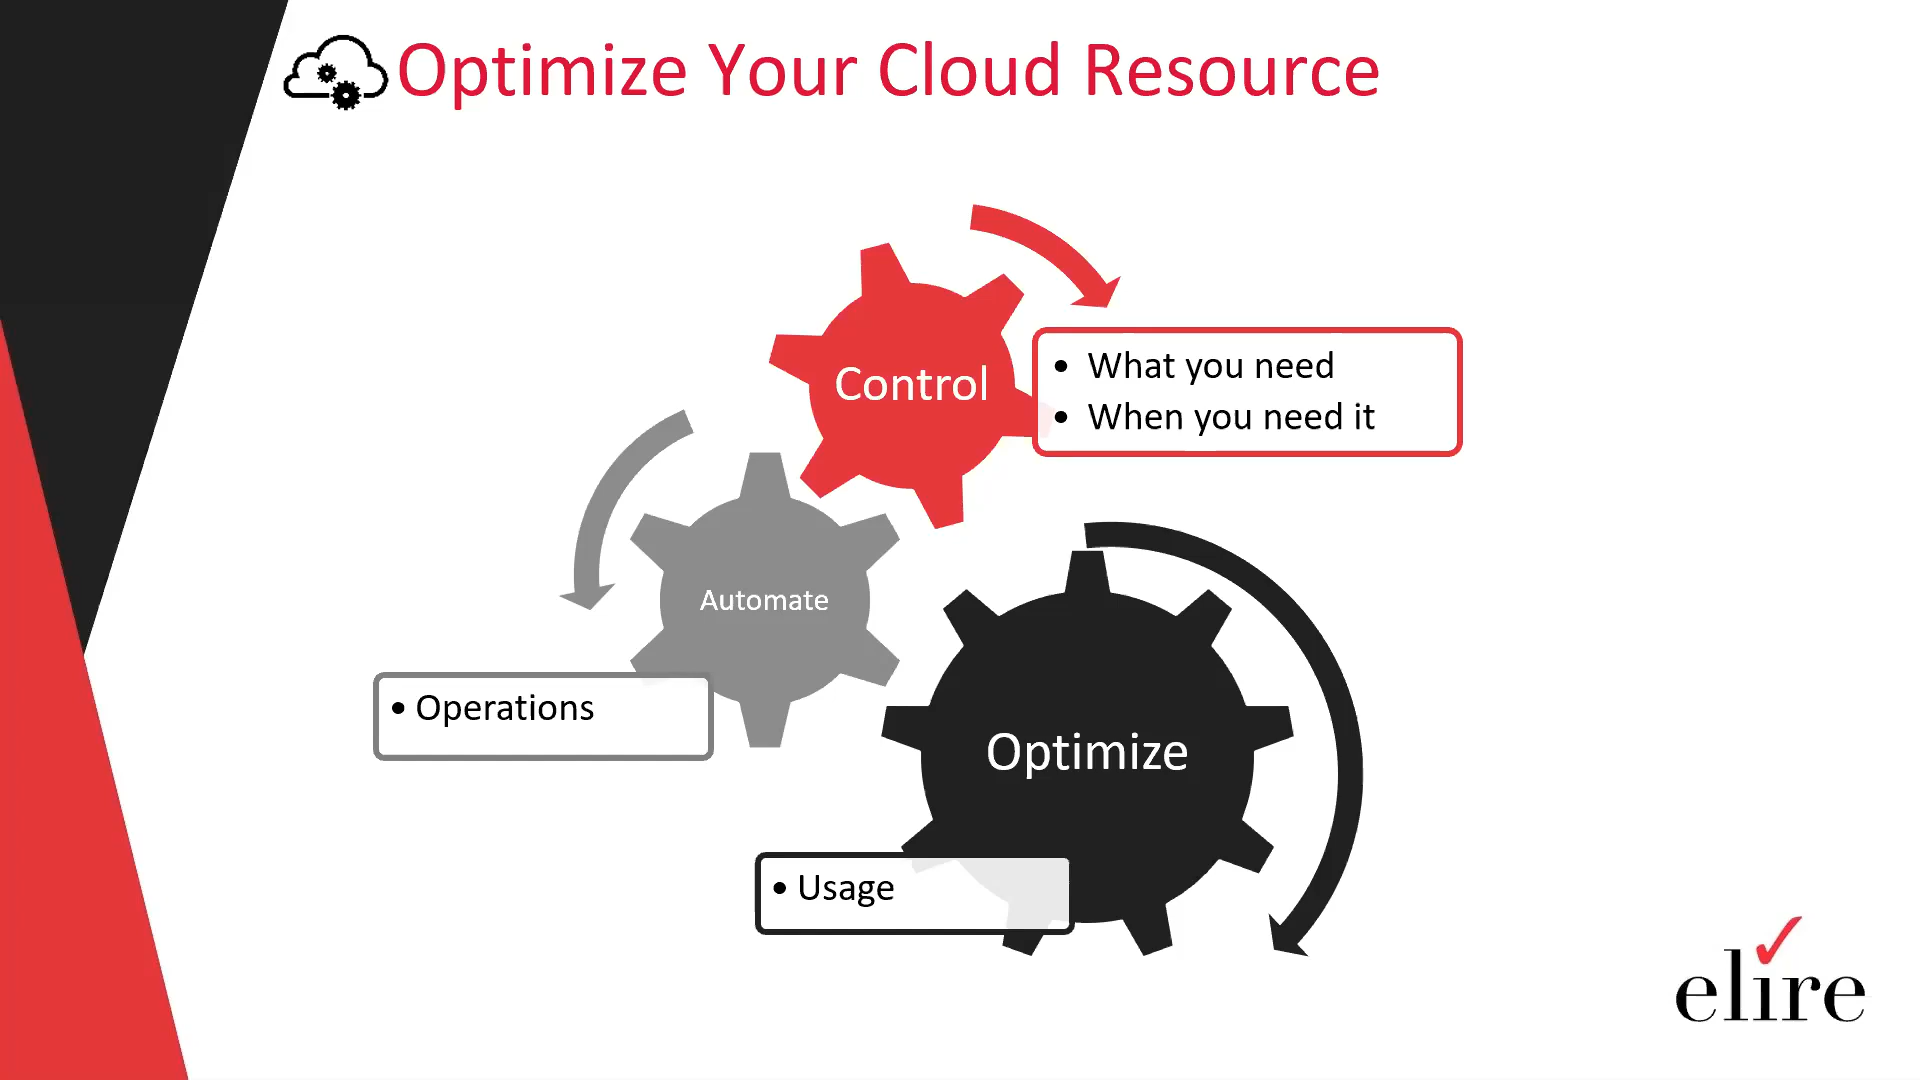 Optimize Your Cloud Resource
Control
• What you need
• When you need it
Automate
• Operations
Optimize
• Usage
elire